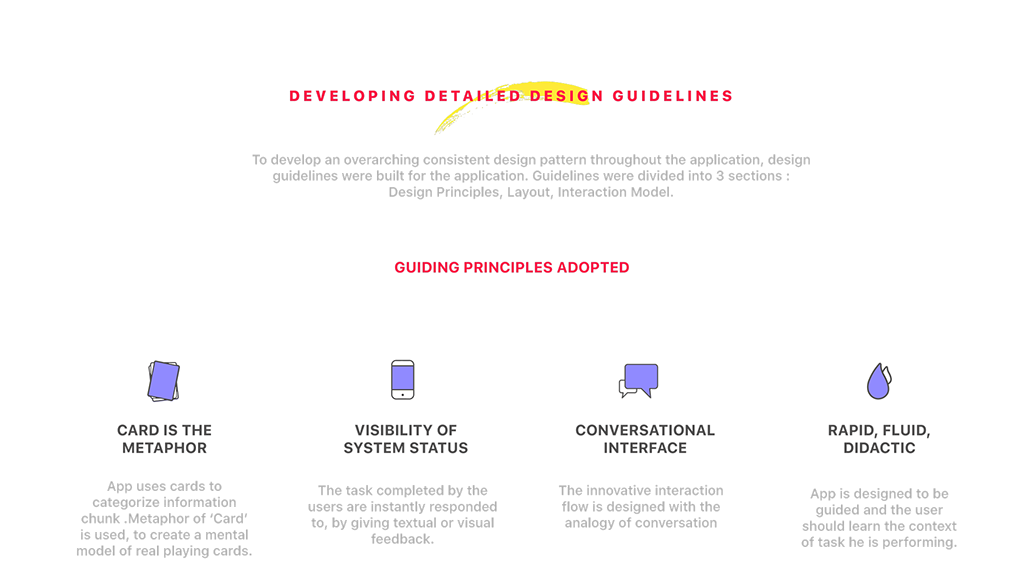 DEVELOPING DETAILED DESIGN GUIDELINES
To develop an overarching consistent design pattern throughout the application, design
guidelines were built for the application. Guidelines were divided into 3 sections :
Design Principles, Layout, Interaction Model.
GUIDING PRINCIPLES ADOPTED
CARD IS THE
METAPHOR
App uses cards to
categorize information
chunk .Metaphor of ‘Card’
is used, to create a mental
model of real playing cards.
VISIBILITY OF
SYSTEM STATUS
The task completed by the
users are instantly responded
to, by giving textual or visual
feedback.
CONVERSATIONAL
INTERFACE
The innovative interaction
flow is designed with the
analogy of conversation
RAPID, FLUID,
DIDACTIC
App is designed to be
guided and the user
should learn the context
of task he is performing.